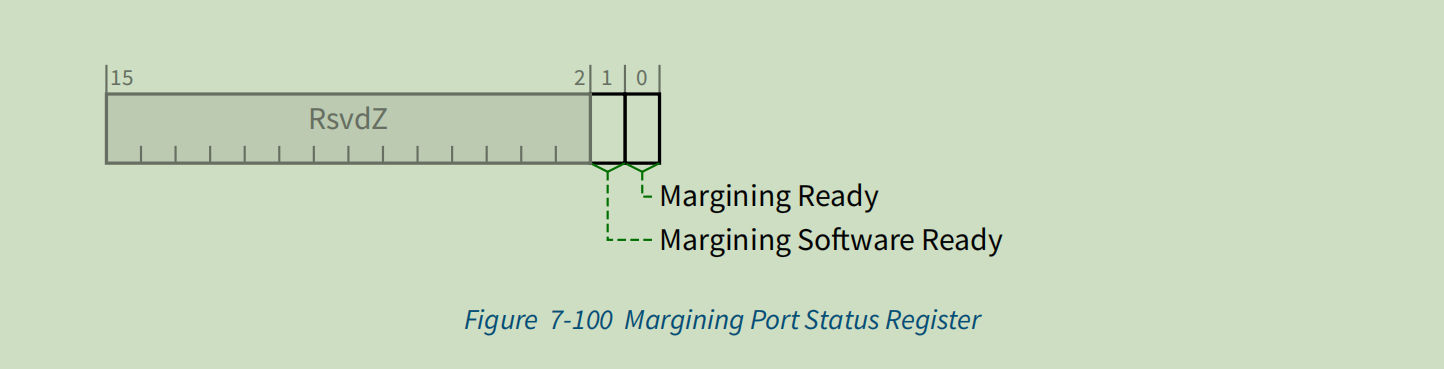 15 2 1 0
RsvdZ
Margining Ready
Margining Software Ready
Figure 7-100 Margining Port Status Register